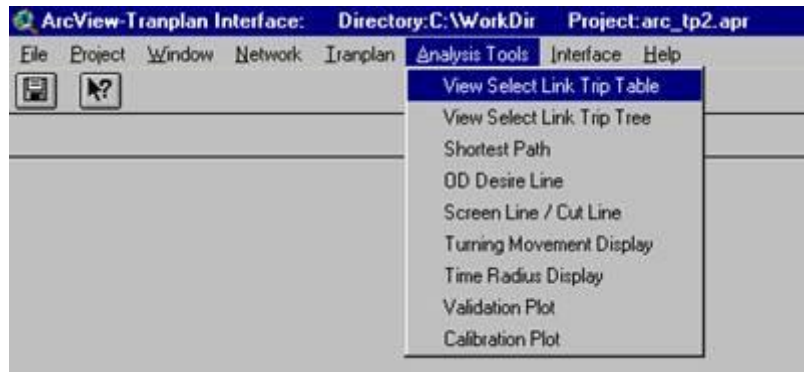 ArcView-Tranplan Interface: Directory:C:\WorkDir Project:arc_tp2.apr
File Project Window Network Tranplan Analysis Tools Interface Help
View Select Link Trip Table
View Select Link Trip Tree
Shortest Path
OD Desire Line
Screen Line / Cut Line
Turning Movement Display
Time Radius Display
Validation Plot
Calibration Plot